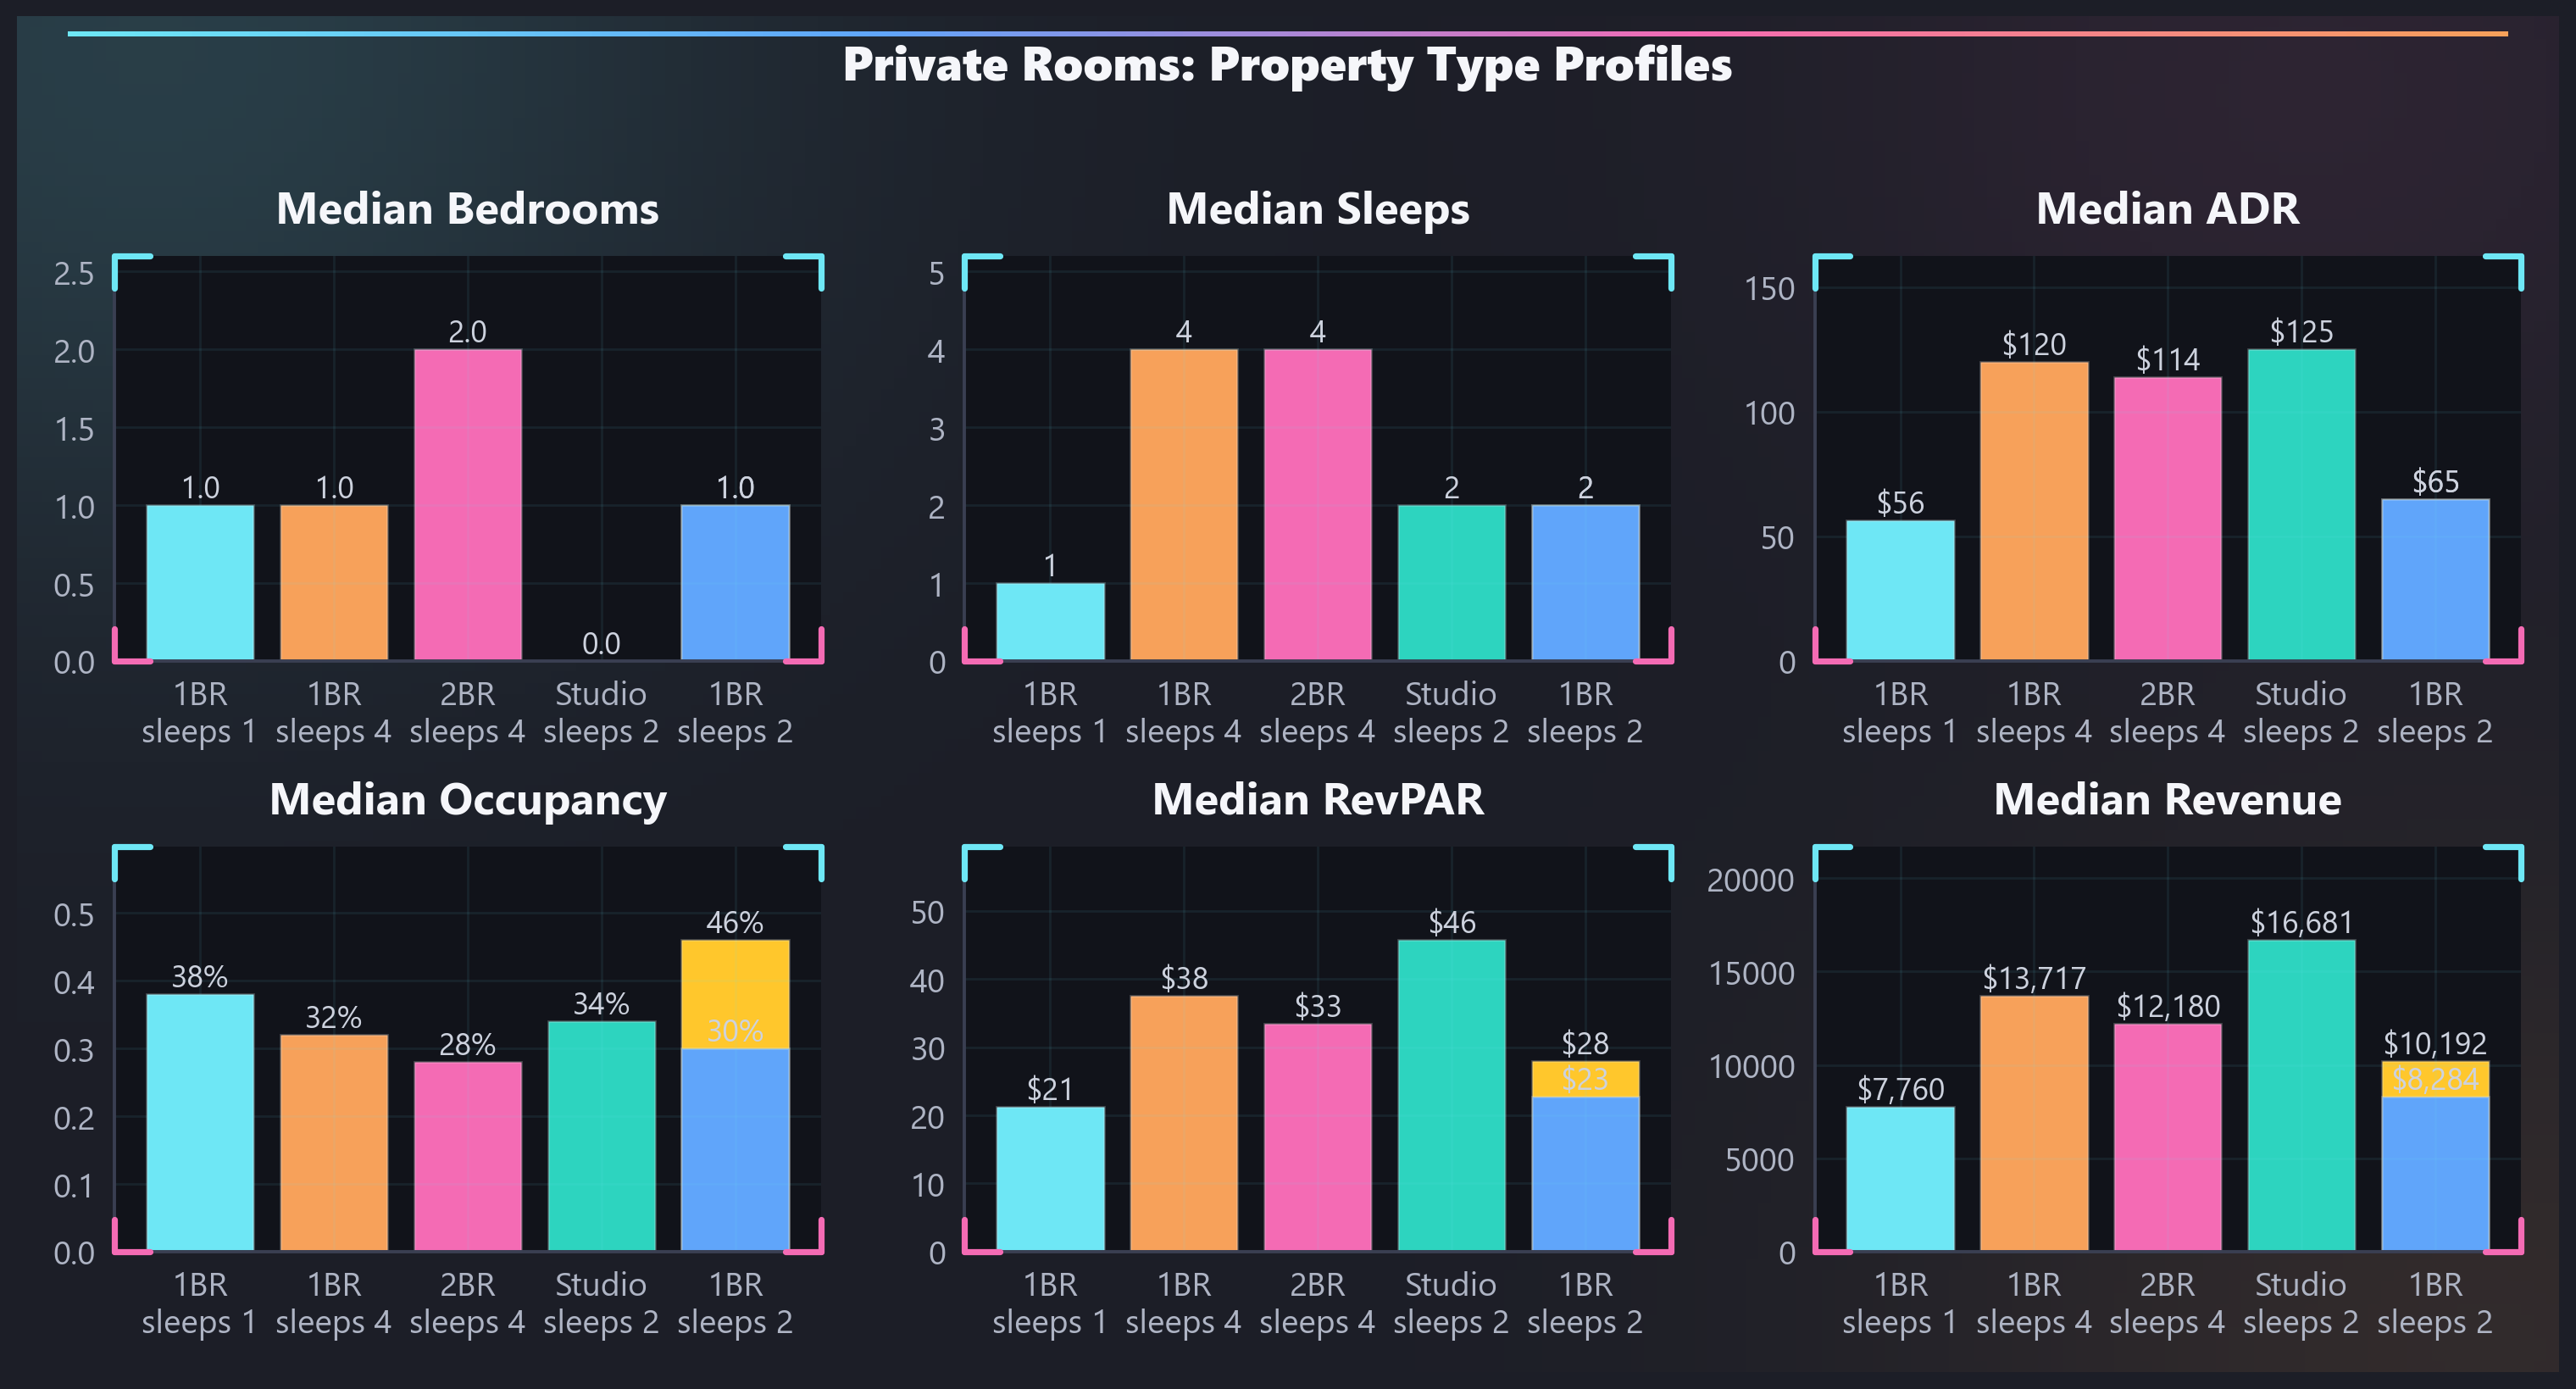 Private Rooms: Property Type Profiles
Median Bedrooms
2.5
2.0
1.5
1.0
0.5
0.0
1.0
1.0
2.0
0.0
1.0
1BR
sleeps 1
1BR
sleeps 4
2BR
sleeps 4
Studio
sleeps 2
1BR
sleeps 2
Median Sleeps
5
4
3
2
1
0
1
4
4
2
2
1BR
sleeps 1
1BR
sleeps 4
2BR
sleeps 4
Studio
sleeps 2
1BR
sleeps 2
Median ADR
150
100
50
0
$56
$120
$114
$125
$65
1BR
sleeps 1
1BR
sleeps 4
2BR
sleeps 4
Studio
sleeps 2
1BR
sleeps 2
Median Occupancy
0.5
0.4
0.3
0.2
0.1
0.0
38%
32%
28%
34%
46%
30%
1BR
sleeps 1
1BR
sleeps 4
2BR
sleeps 4
Studio
sleeps 2
1BR
sleeps 2
Median RevPAR
50
40
30
20
10
0
$21
$38
$33
$46
$28
$23
1BR
sleeps 1
1BR
sleeps 4
2BR
sleeps 4
Studio
sleeps 2
1BR
sleeps 2
Median Revenue
20000
15000
10000
5000
0
$7,760
$13,717
$12,180
$16,681
$10,192
$8,284
1BR
sleeps 1
1BR
sleeps 4
2BR
sleeps 4
Studio
sleeps 2
1BR
sleeps 2